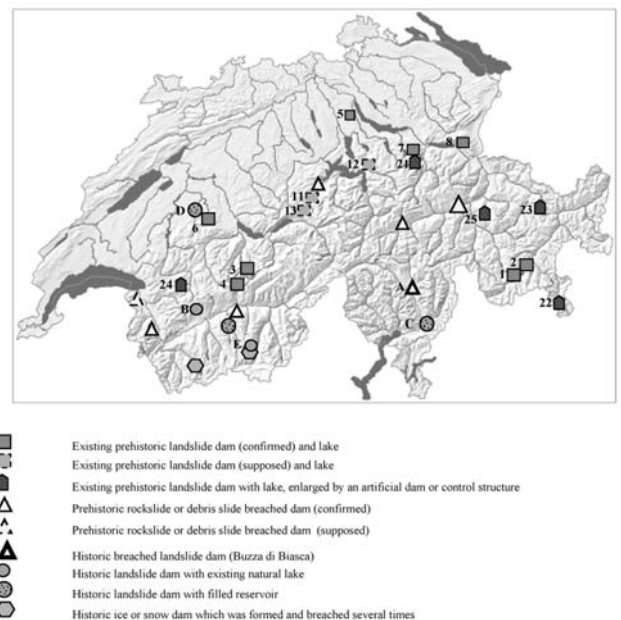 5
7
8
21
12
11
13
D
6
25
23
3
4
24
2
1
A
B
22
C
E
Existing prehistoric landslide dam (confirmed) and lake
Existing prehistoric landslide dam (supposed) and lake
Existing prehistoric landslide dam with lake, enlarged by an artificial dam or control structure
Prehistoric rockslide or debris slide breached dam (confirmed)
Prehistoric rockslide or debris slide breached dam (supposed)
Historic breached landslide dam (Buzza di Biasca)
Historic landslide dam with existing natural lake
Historic landslide dam with filled reservoir
Historic ice or snow dam which was formed and breached several times